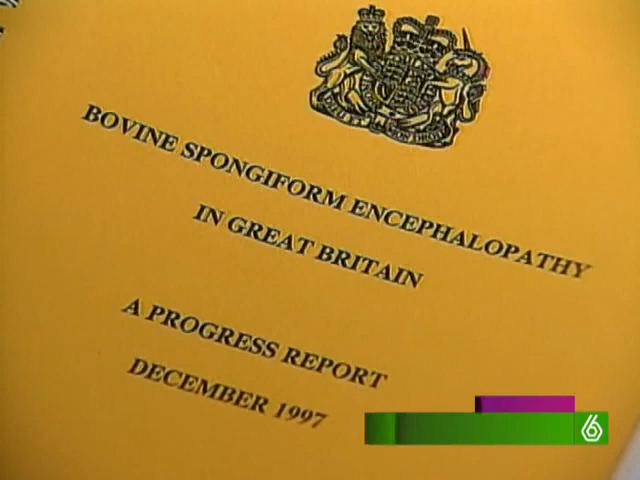 BOVINE SPONGIFORM ENCEPHALOPATHY
IN GREAT BRITAIN
A PROGRESS REPORT
DECEMBER 1997
6